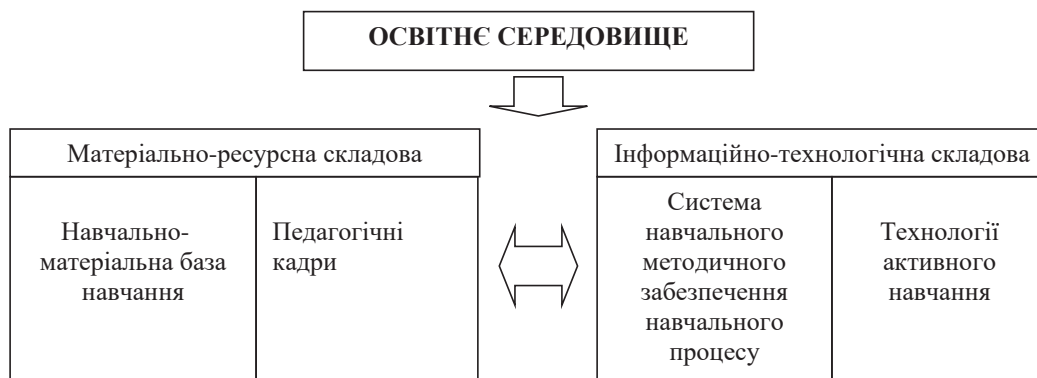 ОСВІТНЄ СЕРЕДОВИЩЕ
Матеріально-ресурсна складова
Навчально-
матеріальна база
навчання
Педагогічні
кадри
Інформаційно-технологічна складова
Система
навчального
методичного
забезпечення
навчального
процесу
Технології
активного
навчання